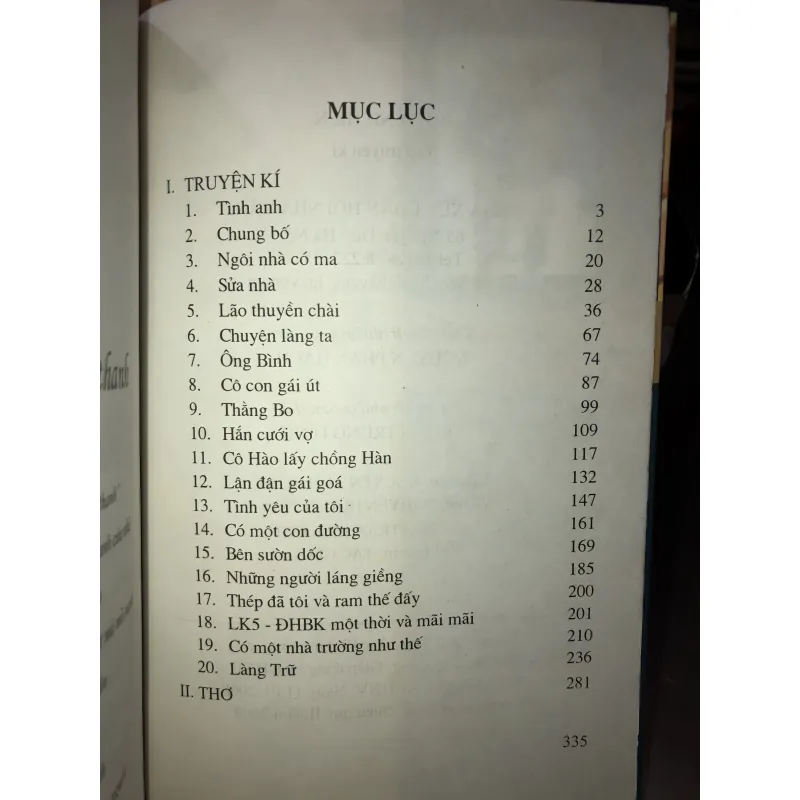 MỤC LỤC
I. TRUYỆN KÍ
1. Tình anh 3
2. Chung bố 12
3. Ngôi nhà có ma 20
4. Sửa nhà 28
5. Lão thuyền chài 36
6. Chuyện làng ta 67
7. Ông Bình 74
8. Cô con gái út 87
9. Thằng Bo 99
10. Hắn cưới vợ 109
11. Cô Hào lấy chồng Hàn 117
12. Lận đận gái goá 132
13. Tình yêu của tôi 147
14. Có một con đường 161
15. Bên sườn dốc 169
16. Những người láng giềng 185
17. Thép đã tôi và ram thế đấy 200
18. LK5 - ĐHBK một thời và mãi mãi 201
19. Có một nhà trường như thế 210
20. Làng Trữ 236
II. THƠ 281
335